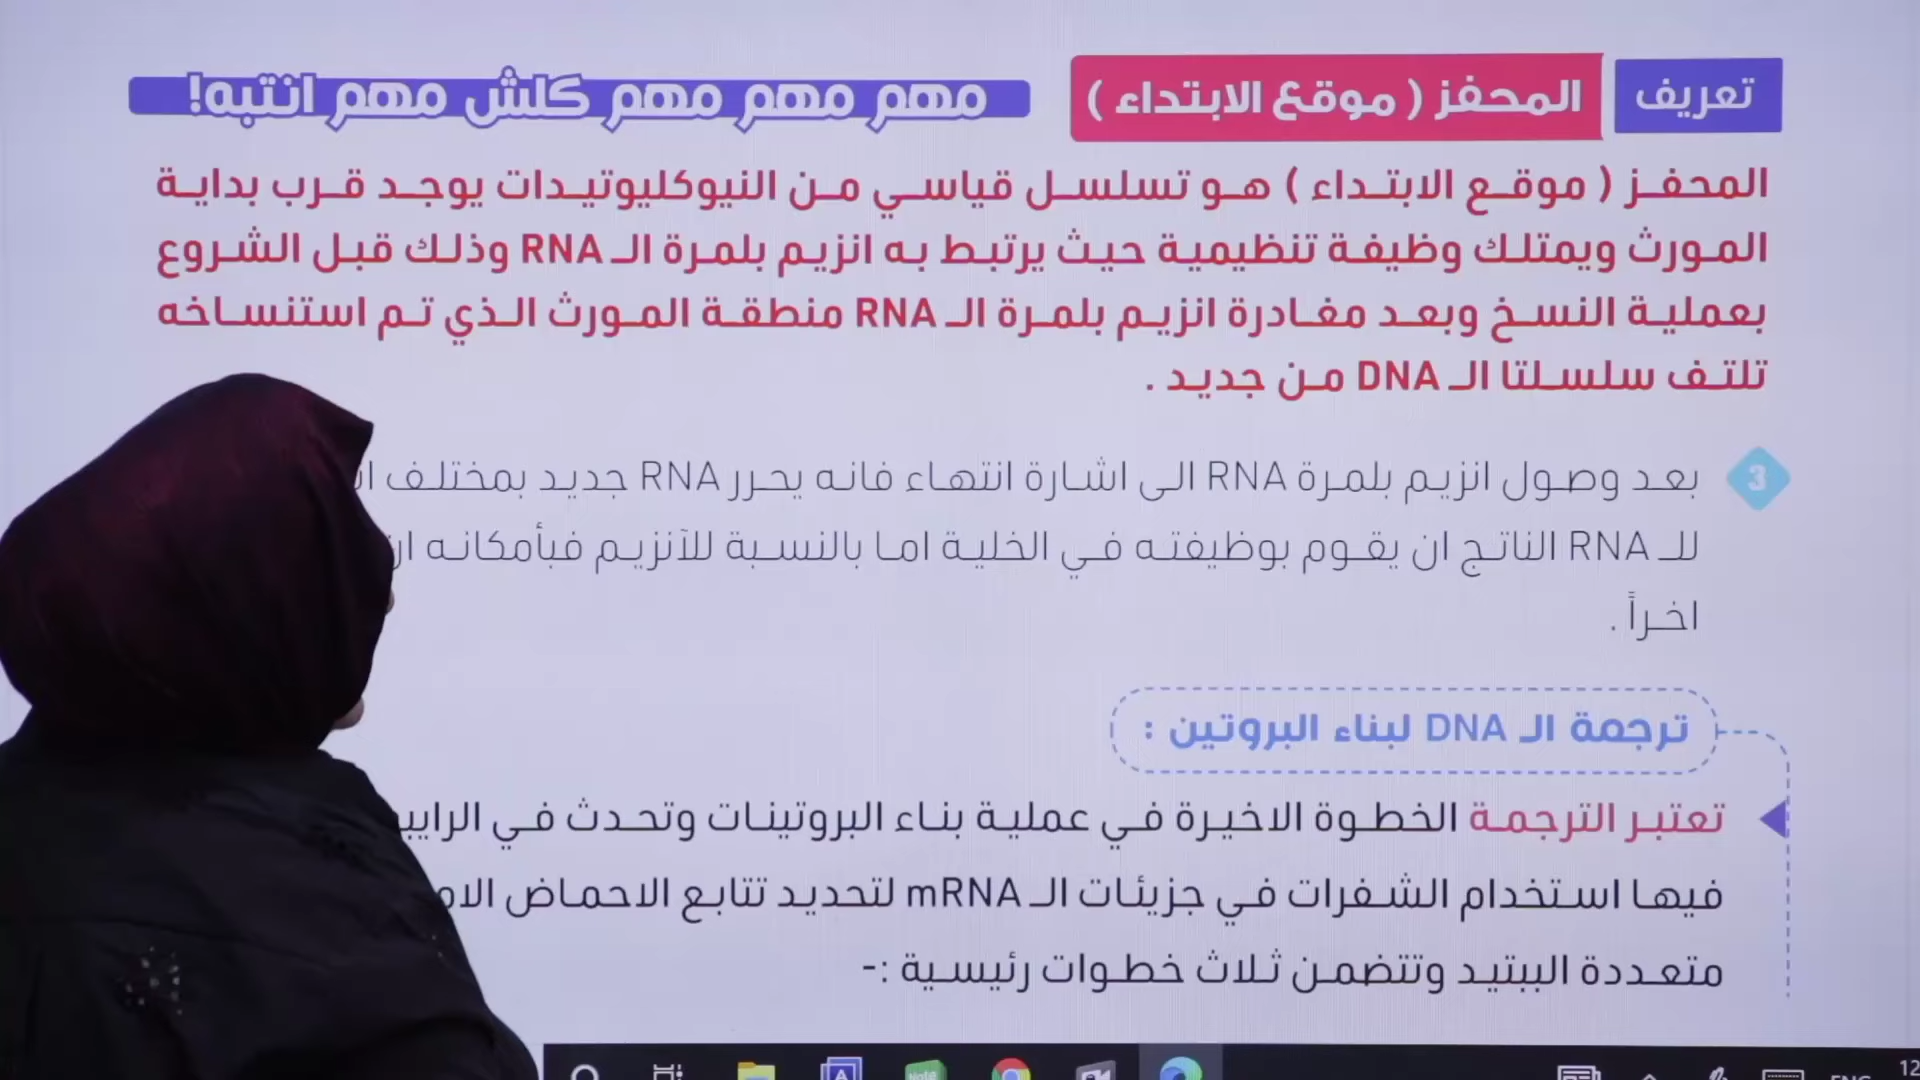 تعريف
المحفز ( موقع الابتداء )
مهم مهم مهم كلش مهم انتبه!
المحفز ( موقع الابتداء ) هو تسلسل قياسي من النيوكليوتيدات يوجد قرب بداية
المورث ويمتلك وظيفة تنظيمية حيث يرتبط به انزيم بلمرة الـ RNA وذلك قبل الشروع
بعملية النسخ وبعد مغادرة انزيم بلمرة الـ RNA منطقة المورث الذي تم استنساخه
تلتف سلسلتا الـ DNA من جديد .
3
بعد وصول انزيم بلمرة RNA الى اشارة انتهاء فانه يحرر RNA جديد بمختلف
للـ RNA الناتج ان يقوم بوظيفته في الخلية اما بالنسبة للآنزيم فبأمكانه
اخراً .
ترجمة الـ DNA لبناء البروتين :
تعتبر الترجمة الخطوة الاخيرة في عملية بناء البروتينات وتحدث في
فيها استخدام الشفرات في جزيئات الـ mRNA لتحديد تتابع الاحماض
متعددة الببتيد وتتضمن ثلاث خطوات رئيسية :-
A
Note
ENG
12